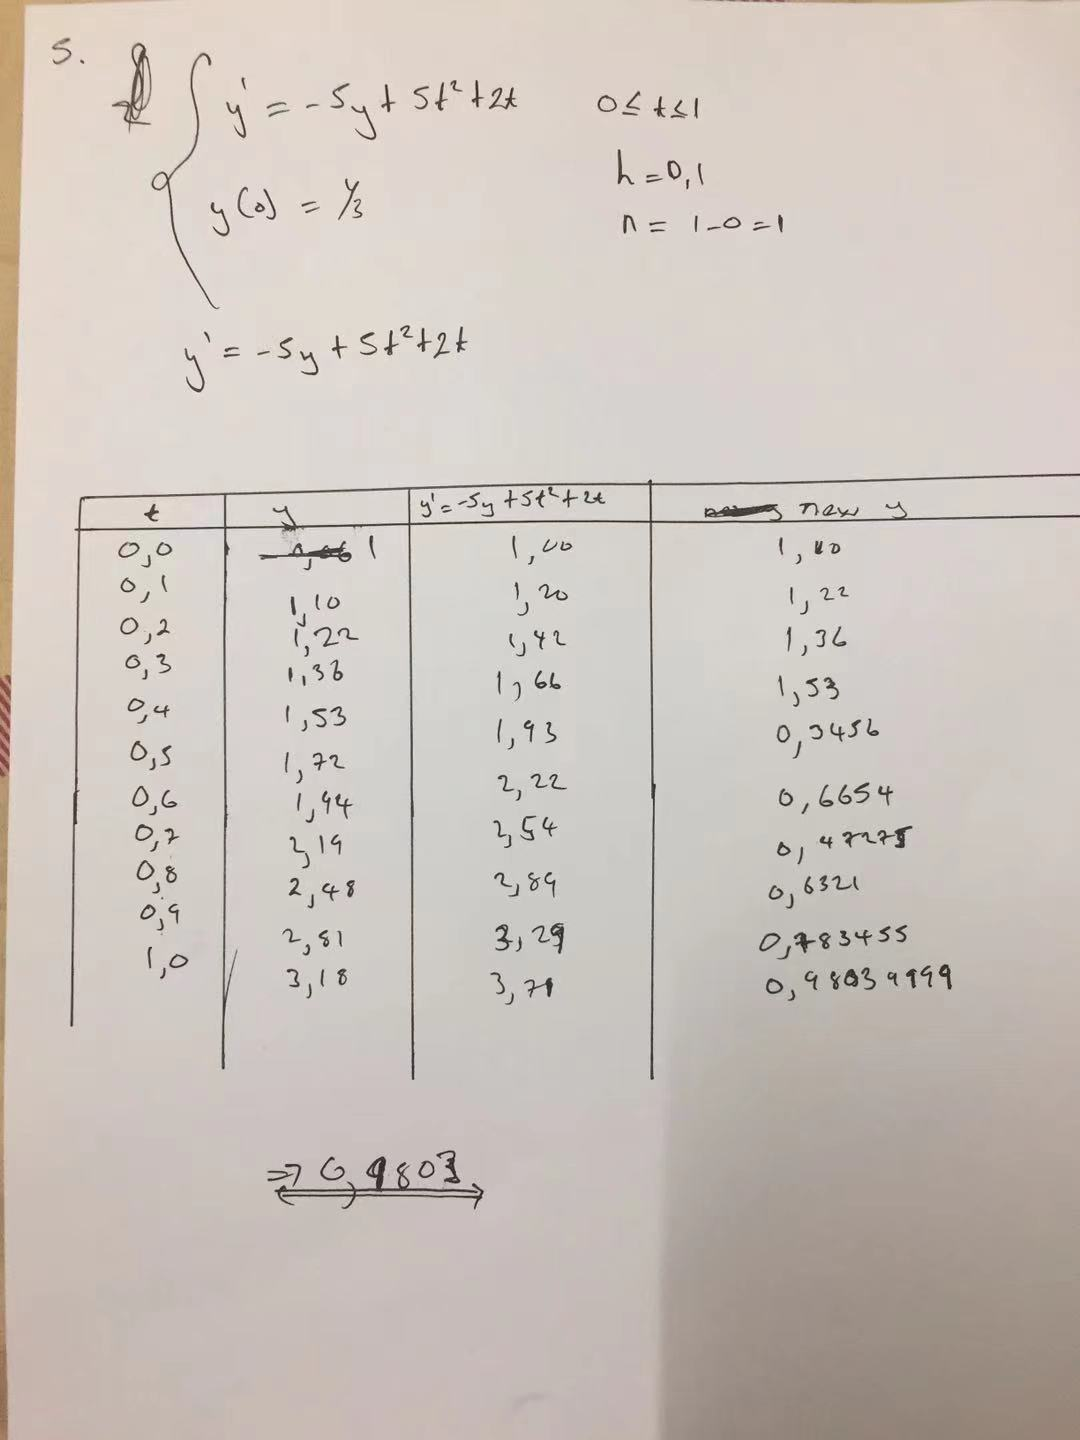 5.
y' = -5y + 5t² + 2t 0 ≤ t ≤ 1
h = 0,1
y(0) = 1/3
n = 1-0 = 1
y' = -5y + 5t² + 2t
t y y' = -5y + 5t² + 2t new y
0,0 1 1,00 1,10
0,1 1,10 1,20 1,22
0,2 1,22 1,42 1,36
0,3 1,36 1,66 1,53
0,4 1,53 1,93 0,3456
0,5 1,72 2,22 0,6654
0,6 1,94 2,54 0,47275
0,7 2,19 2,89 0,6321
0,8 2,48 3,29 0,783455
0,9 2,81 3,71 0,98039999
1,0 3,18
⇒ 0,9803